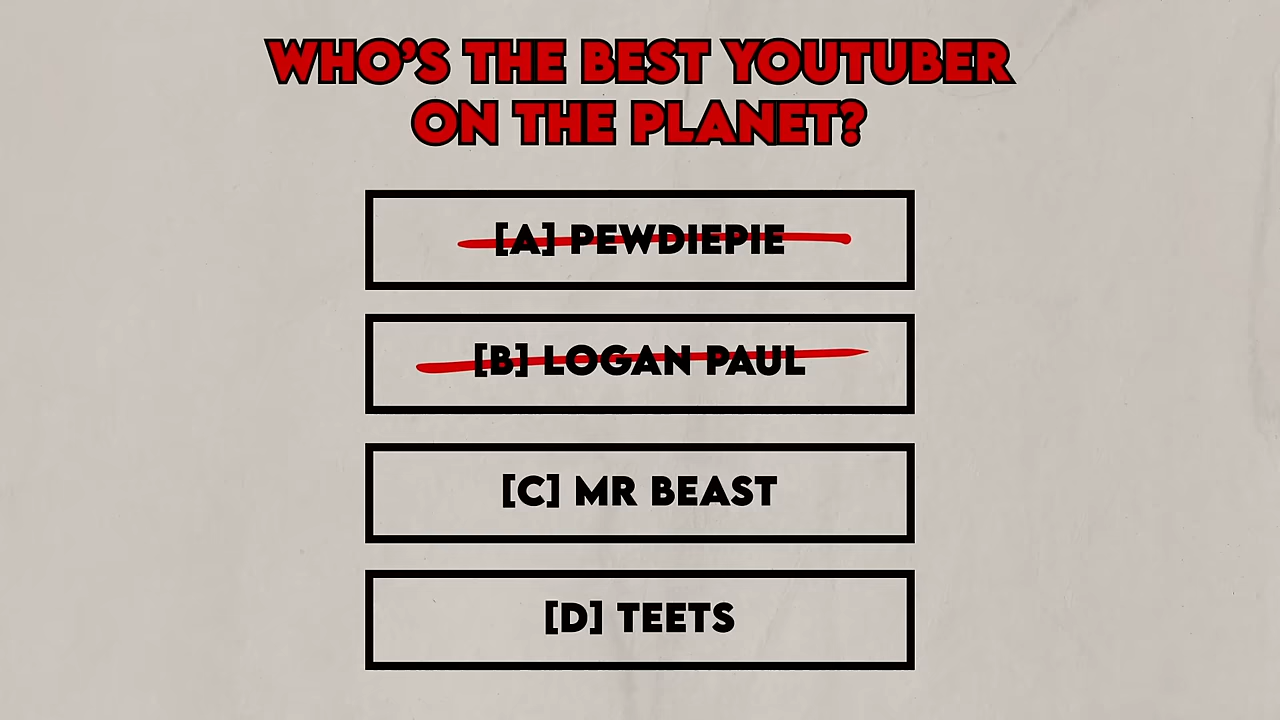 WHO'S THE BEST YOUTUBER
ON THE PLANET?
[A] PEWDIEPIE
[B] LOGAN PAUL
[C] MR BEAST
[D] TEETS